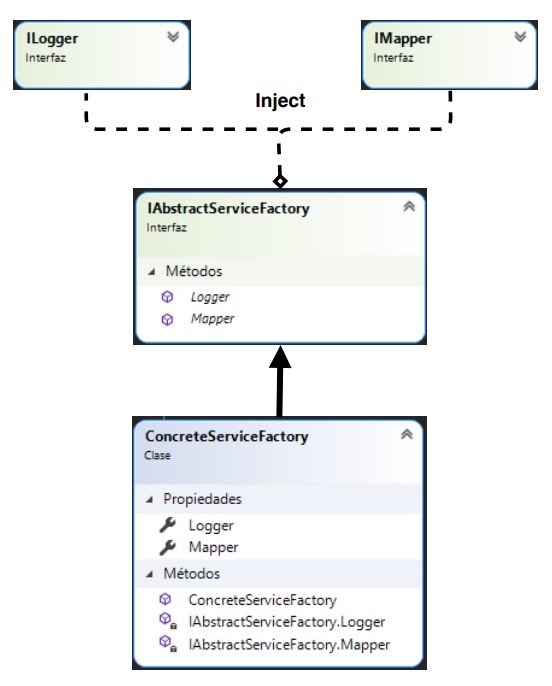 ILogger
Interfaz
IMapper
Interfaz
Inject
IAbstractServiceFactory
Interfaz
Métodos
Logger
Mapper
ConcreteServiceFactory
Clase
Propiedades
Logger
Mapper
Métodos
ConcreteServiceFactory
IAbstractServiceFactory.Logger
IAbstractServiceFactory.Mapper